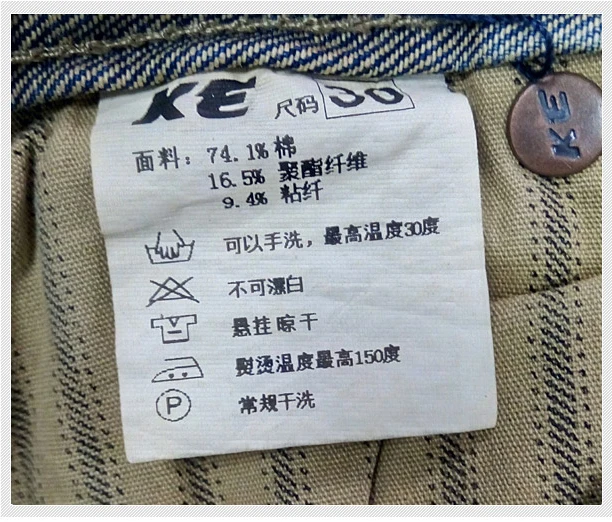 KE 尺码 30
面料：74.1% 棉
16.5% 聚酯纤维
9.4% 粘纤
可以手洗，最高温度30度
不可漂白
悬挂晾干
熨烫温度最高150度
P 常规干洗
KE